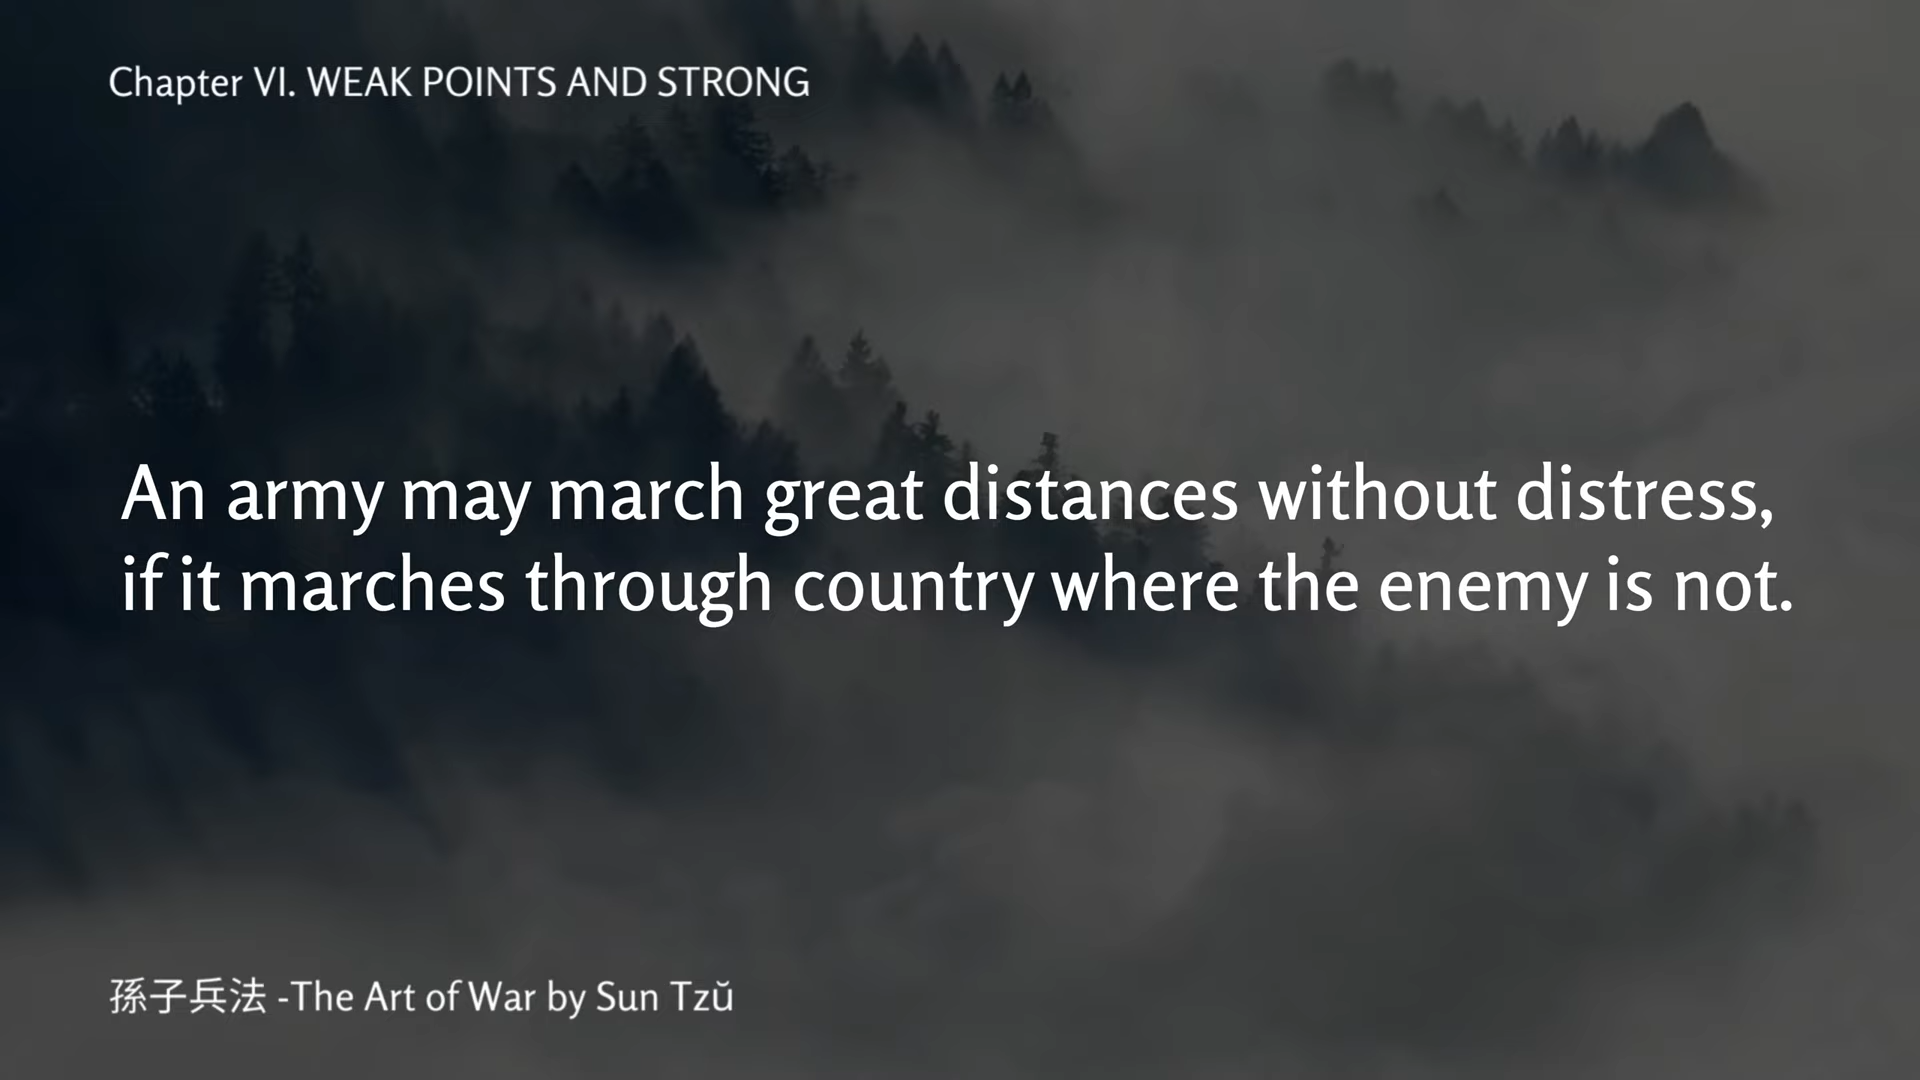 Chapter VI. WEAK POINTS AND STRONG
An army may march great distances without distress,
if it marches through country where the enemy is not.
孫子兵法 -The Art of War by Sun Tzŭ